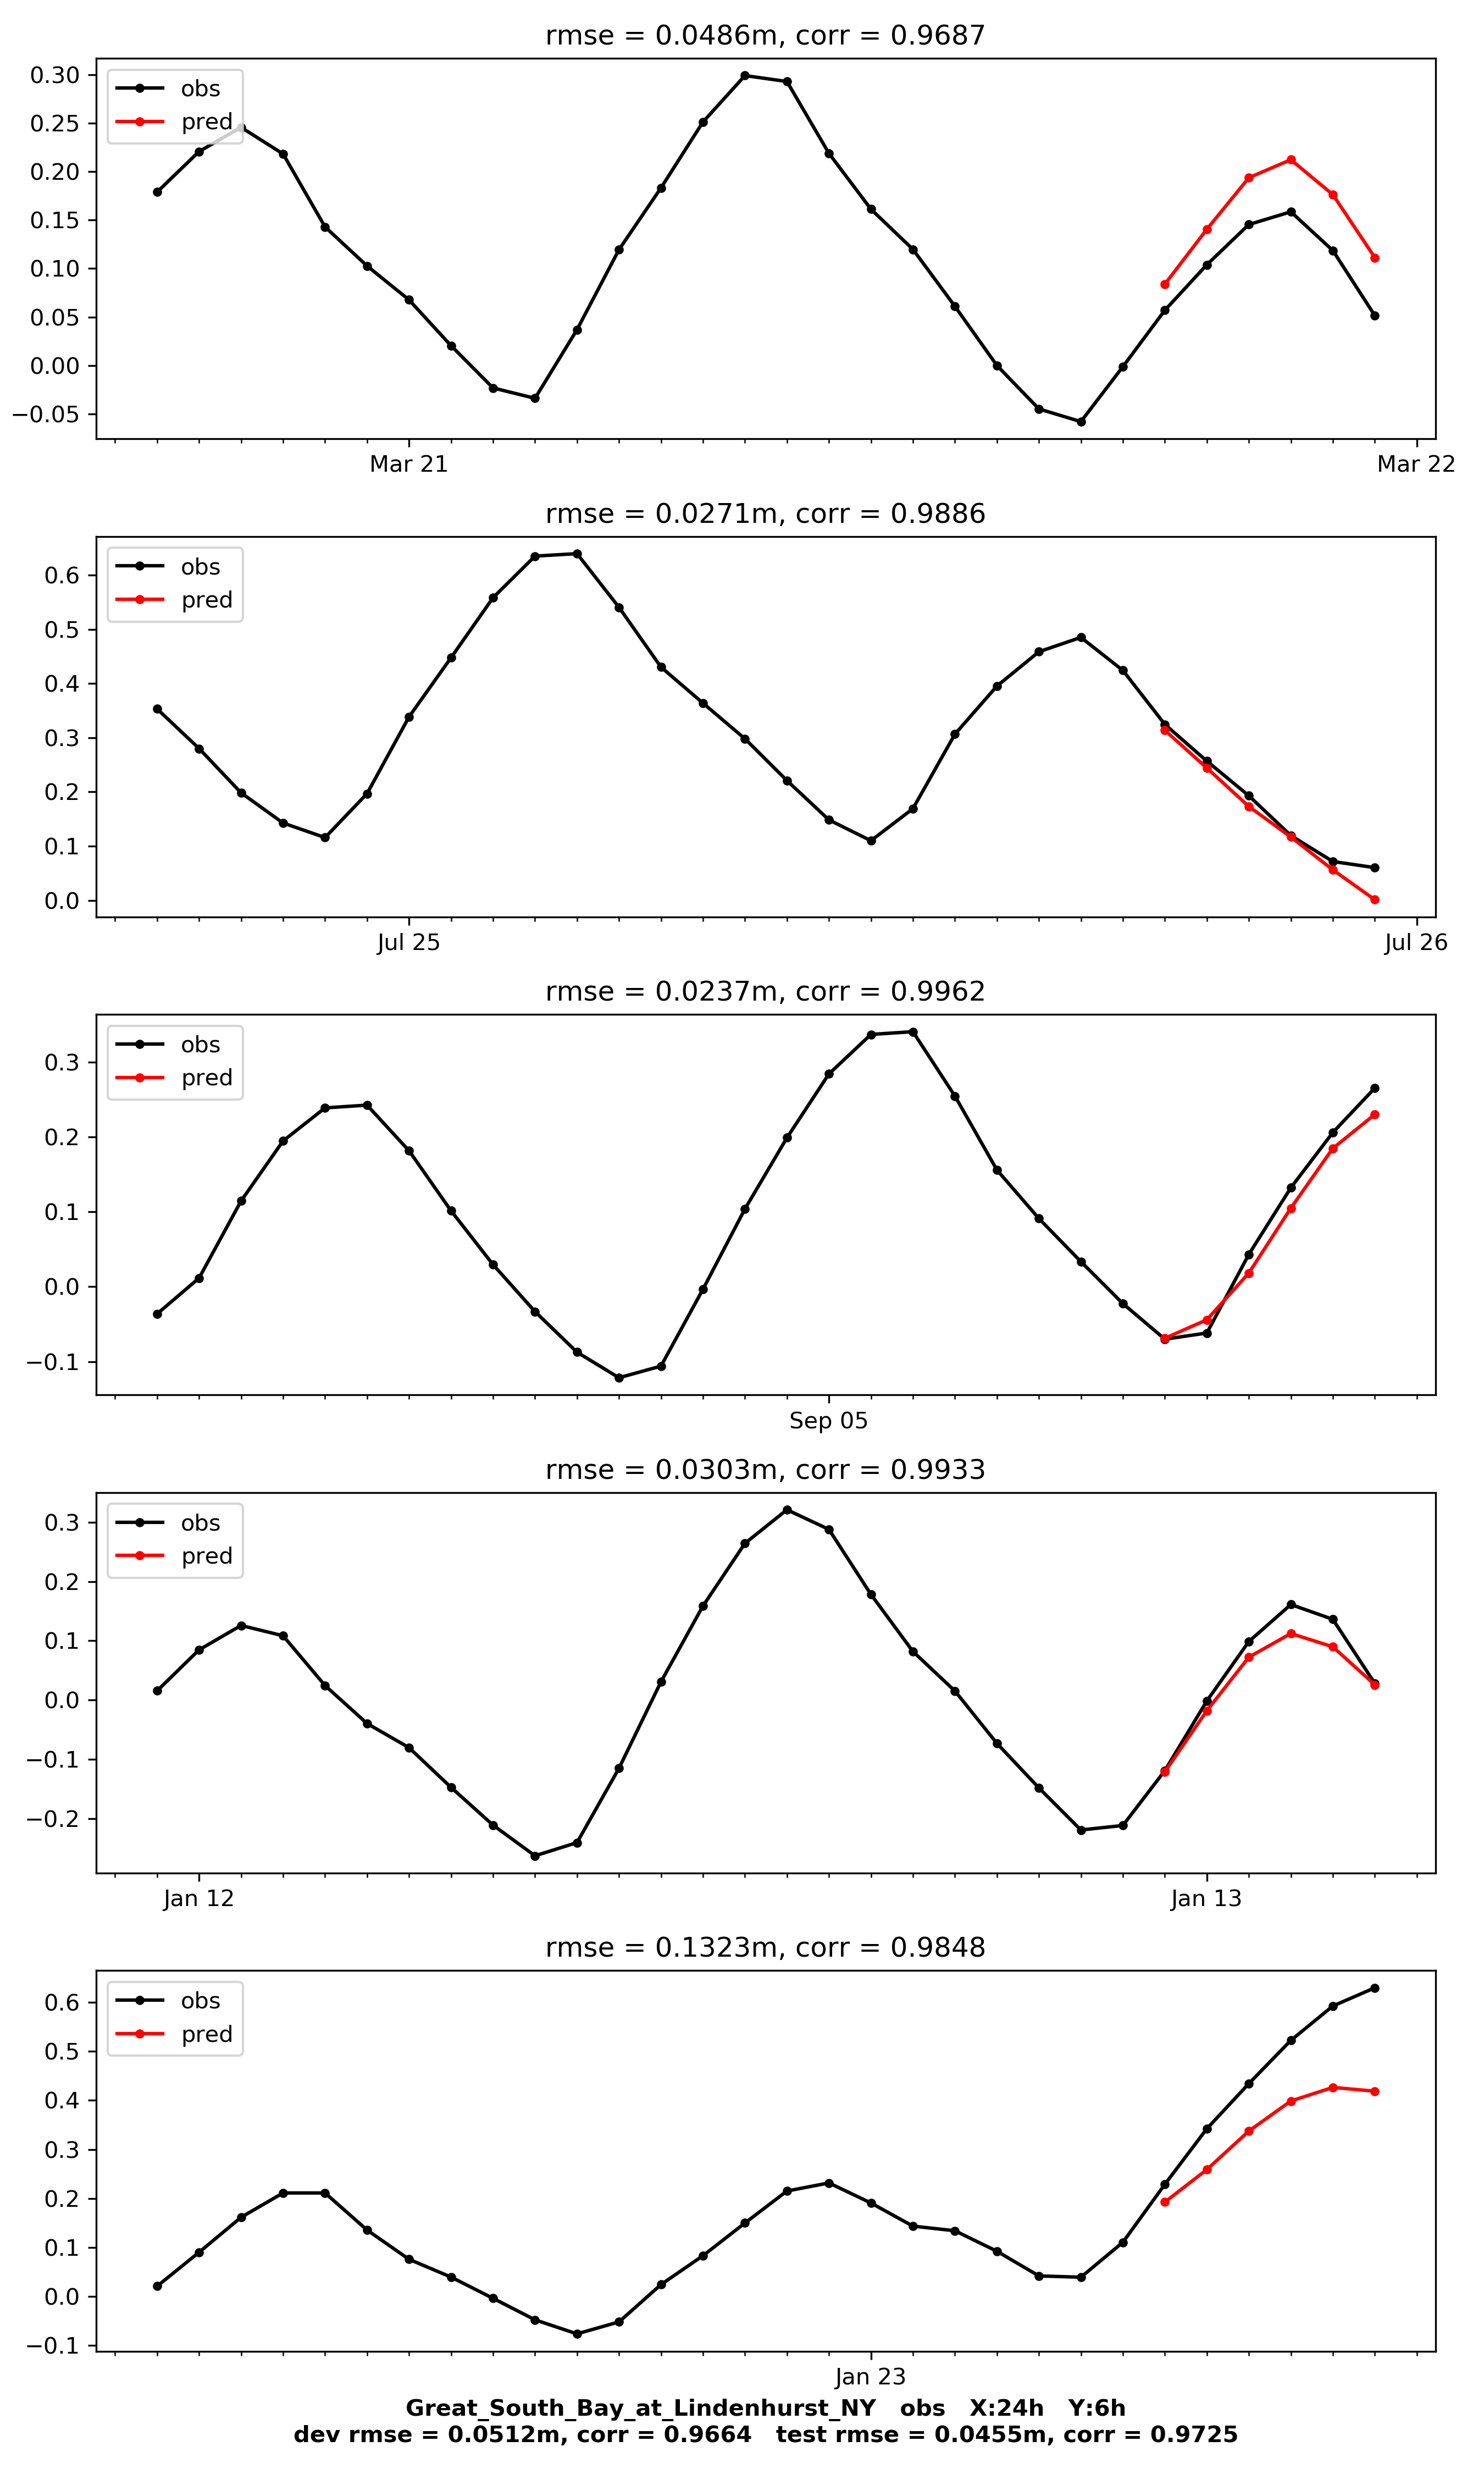 rmse = 0.0486m, corr = 0.9687
0.30
0.25
0.20
0.15
0.10
0.05
0.00
−0.05
obs
pred
Mar 21
Mar 22
rmse = 0.0271m, corr = 0.9886
0.6
0.5
0.4
0.3
0.2
0.1
0.0
obs
pred
Jul 25
Jul 26
rmse = 0.0237m, corr = 0.9962
0.3
0.2
0.1
0.0
−0.1
obs
pred
Sep 05
rmse = 0.0303m, corr = 0.9933
0.3
0.2
0.1
0.0
−0.1
−0.2
obs
pred
Jan 12
Jan 13
rmse = 0.1323m, corr = 0.9848
0.6
0.5
0.4
0.3
0.2
0.1
0.0
−0.1
obs
pred
Jan 23
Great_South_Bay_at_Lindenhurst_NY obs X:24h Y:6h
dev rmse = 0.0512m, corr = 0.9664 test rmse = 0.0455m, corr = 0.9725